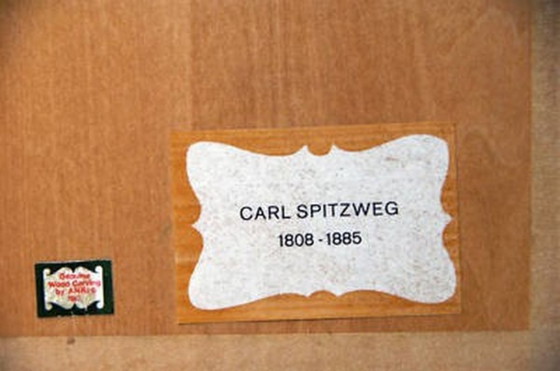 CARL SPITZWEG
1808-1885
Genuine
Wood Carving
by ANRI